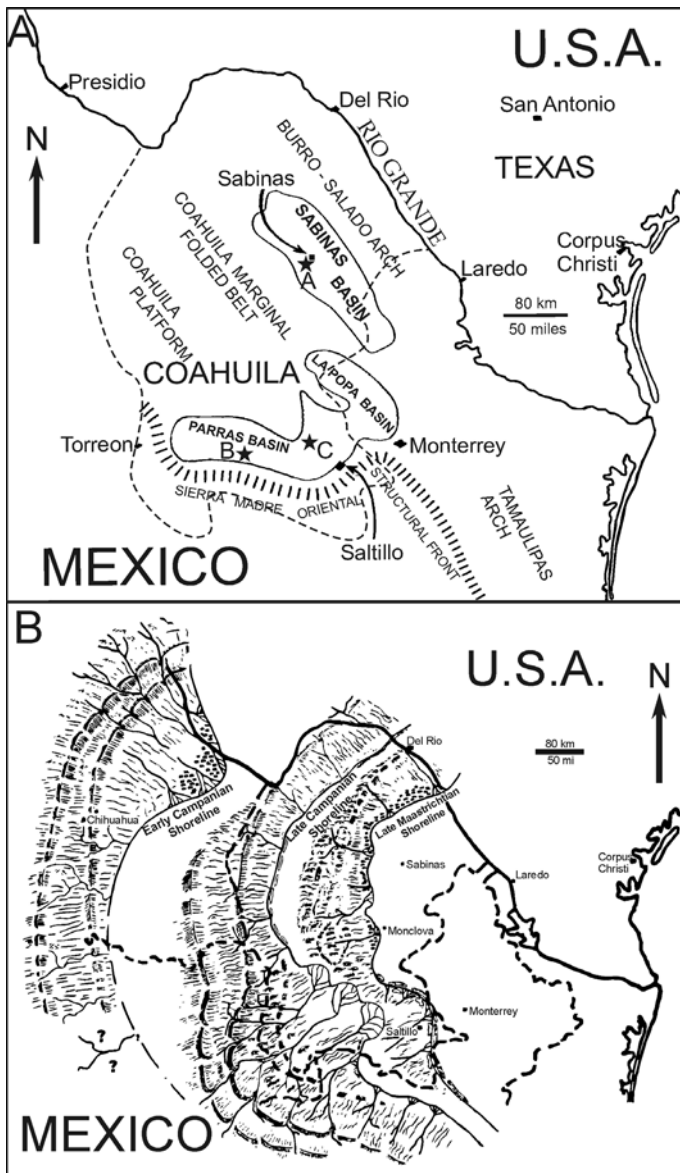 A
U.S.A.
Presidio
Del Rio
San Antonio
N
RIO GRANDE
TEXAS
BURRO - SALADO ARCH
Sabinas
SABINAS
BASIN
A
COAHUILA MARGINAL
FOLDED BELT
Corpus
Christi
Laredo
COAHUILA
PLATFORM
80 km
50 miles
COAHUILA
LA POPA BASIN
PARRAS BASIN
Torreon
B
C
Monterrey
SIERRA MADRE ORIENTAL
STRUCTURAL FRONT
TAMAULIPAS
ARCH
Saltillo
MEXICO
B
U.S.A.
N
80 km
50 mi
Del Rio
Chihuahua
Early Campanian
Shoreline
Late Campanian
Shoreline
Late Maastrichtian
Shoreline
Sabinas
Laredo
Corpus
Christi
Monclova
Monterrey
Saltillo
?
?
MEXICO